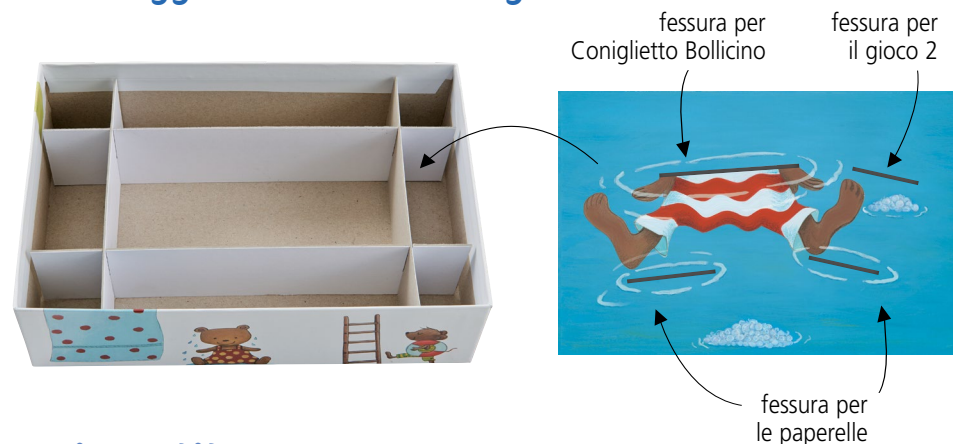 fessura per
Coniglietto Bollicino
fessura per
il gioco 2
fessura per
le paperelle